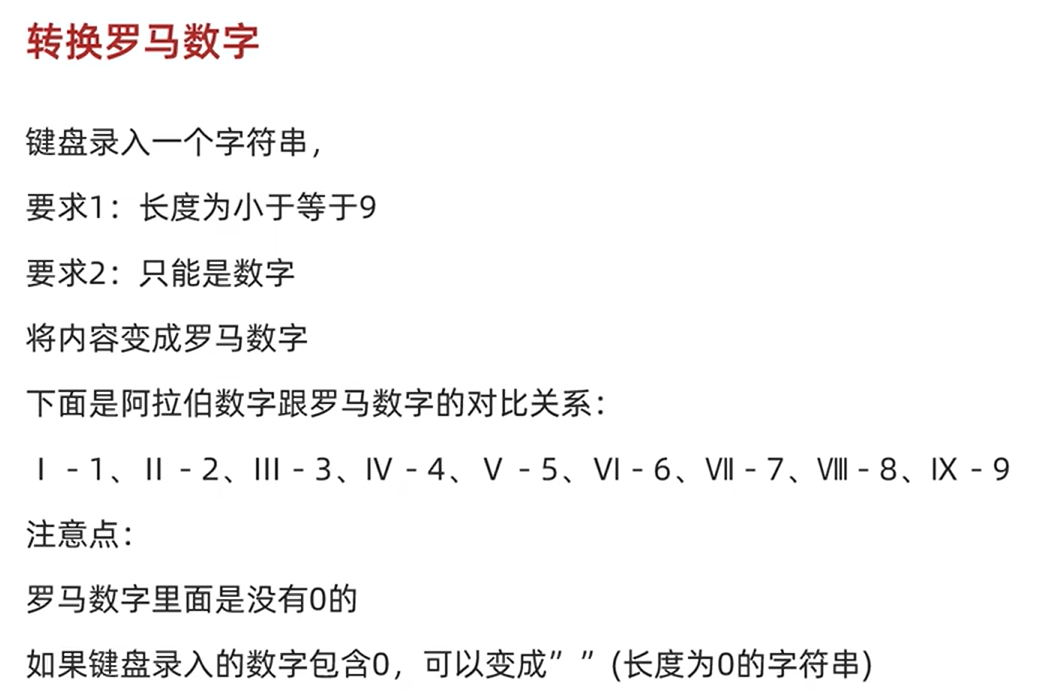 转换罗马数字
键盘录入一个字符串，
要求1：长度为小于等于9
要求2：只能是数字
将内容变成罗马数字
下面是阿拉伯数字跟罗马数字的对比关系：
Ⅰ - 1、Ⅱ - 2、Ⅲ - 3、Ⅳ - 4、Ⅴ - 5、Ⅵ - 6、Ⅶ - 7、Ⅷ - 8、Ⅸ - 9
注意点：
罗马数字里面是没有0的
如果键盘录入的数字包含0，可以变成” ” (长度为0的字符串)